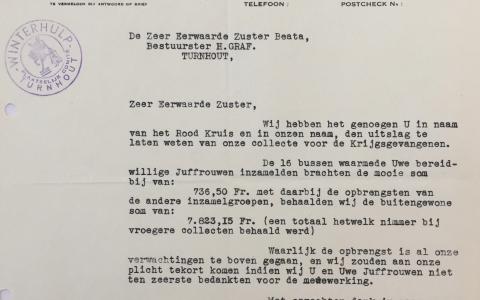 TE VERMELDEN BIJ ANTWOORD OP BRIEF
TELEFOON :
POSTCHECK Nr :
WINTERHULP
PLAATSELIJK COMITE
TURNHOUT
De Zeer Eerwaarde Zuster Beata,
Bestuurster H.GRAF.
TURNHOUT,
Zeer Eerwaarde Zuster,
Wij hebben het genoegen U in naam
van het Rood Kruis en in onzen naam, den uitslag te
laten weten van onze collecte voor de Krijgsgevangenen.
De 16 bussen waarmede Uwe bereid-
willige Juffrouwen inzamelden brachten de mooie som
bij van:
736,50 Fr. met daarbij de opbrengsten van
de andere inzamelgroepen, behaalden wij de buitengewone
som van:
7.823,15 Fr. (een totaal hetwelk nimmer bij
vroegere collecten behaald werd)
Waarlijk de opbrengst is al onze
verwachtingen te boven gegaan, en wij zouden aan onze
plicht tekort komen indien wij U en Uwe Juffrouwen niet
ten zeerste bedankten voor de medewerking.